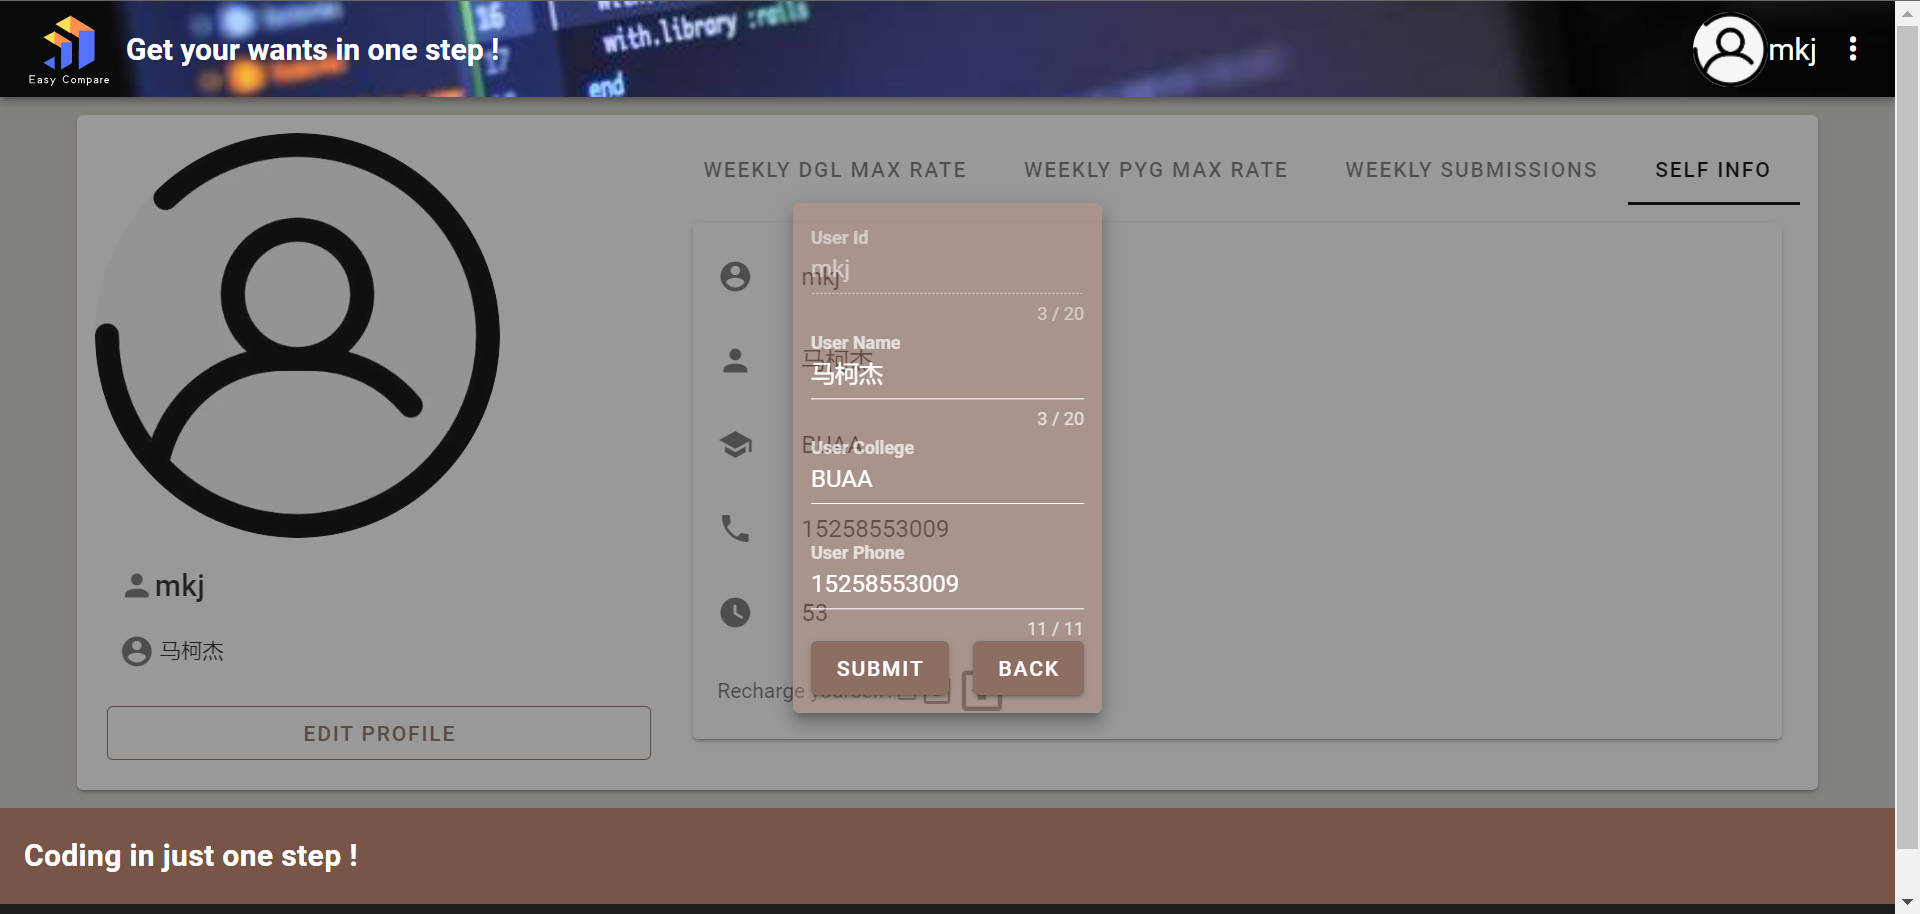 16
with.library :rails
17
end
Easy Compare
Get your wants in one step !
mkj
WEEKLY DGL MAX RATE
WEEKLY PYG MAX RATE
WEEKLY SUBMISSIONS
SELF INFO
User Id
mkj
mkj
3 / 20
User Name
马柯杰
马柯杰
3 / 20
BUAA
User College
BUAA
15258553009
User Phone
15258553009
53
11 / 11
SUBMIT
BACK
Recharge yourself
mkj
马柯杰
EDIT PROFILE
Coding in just one step !